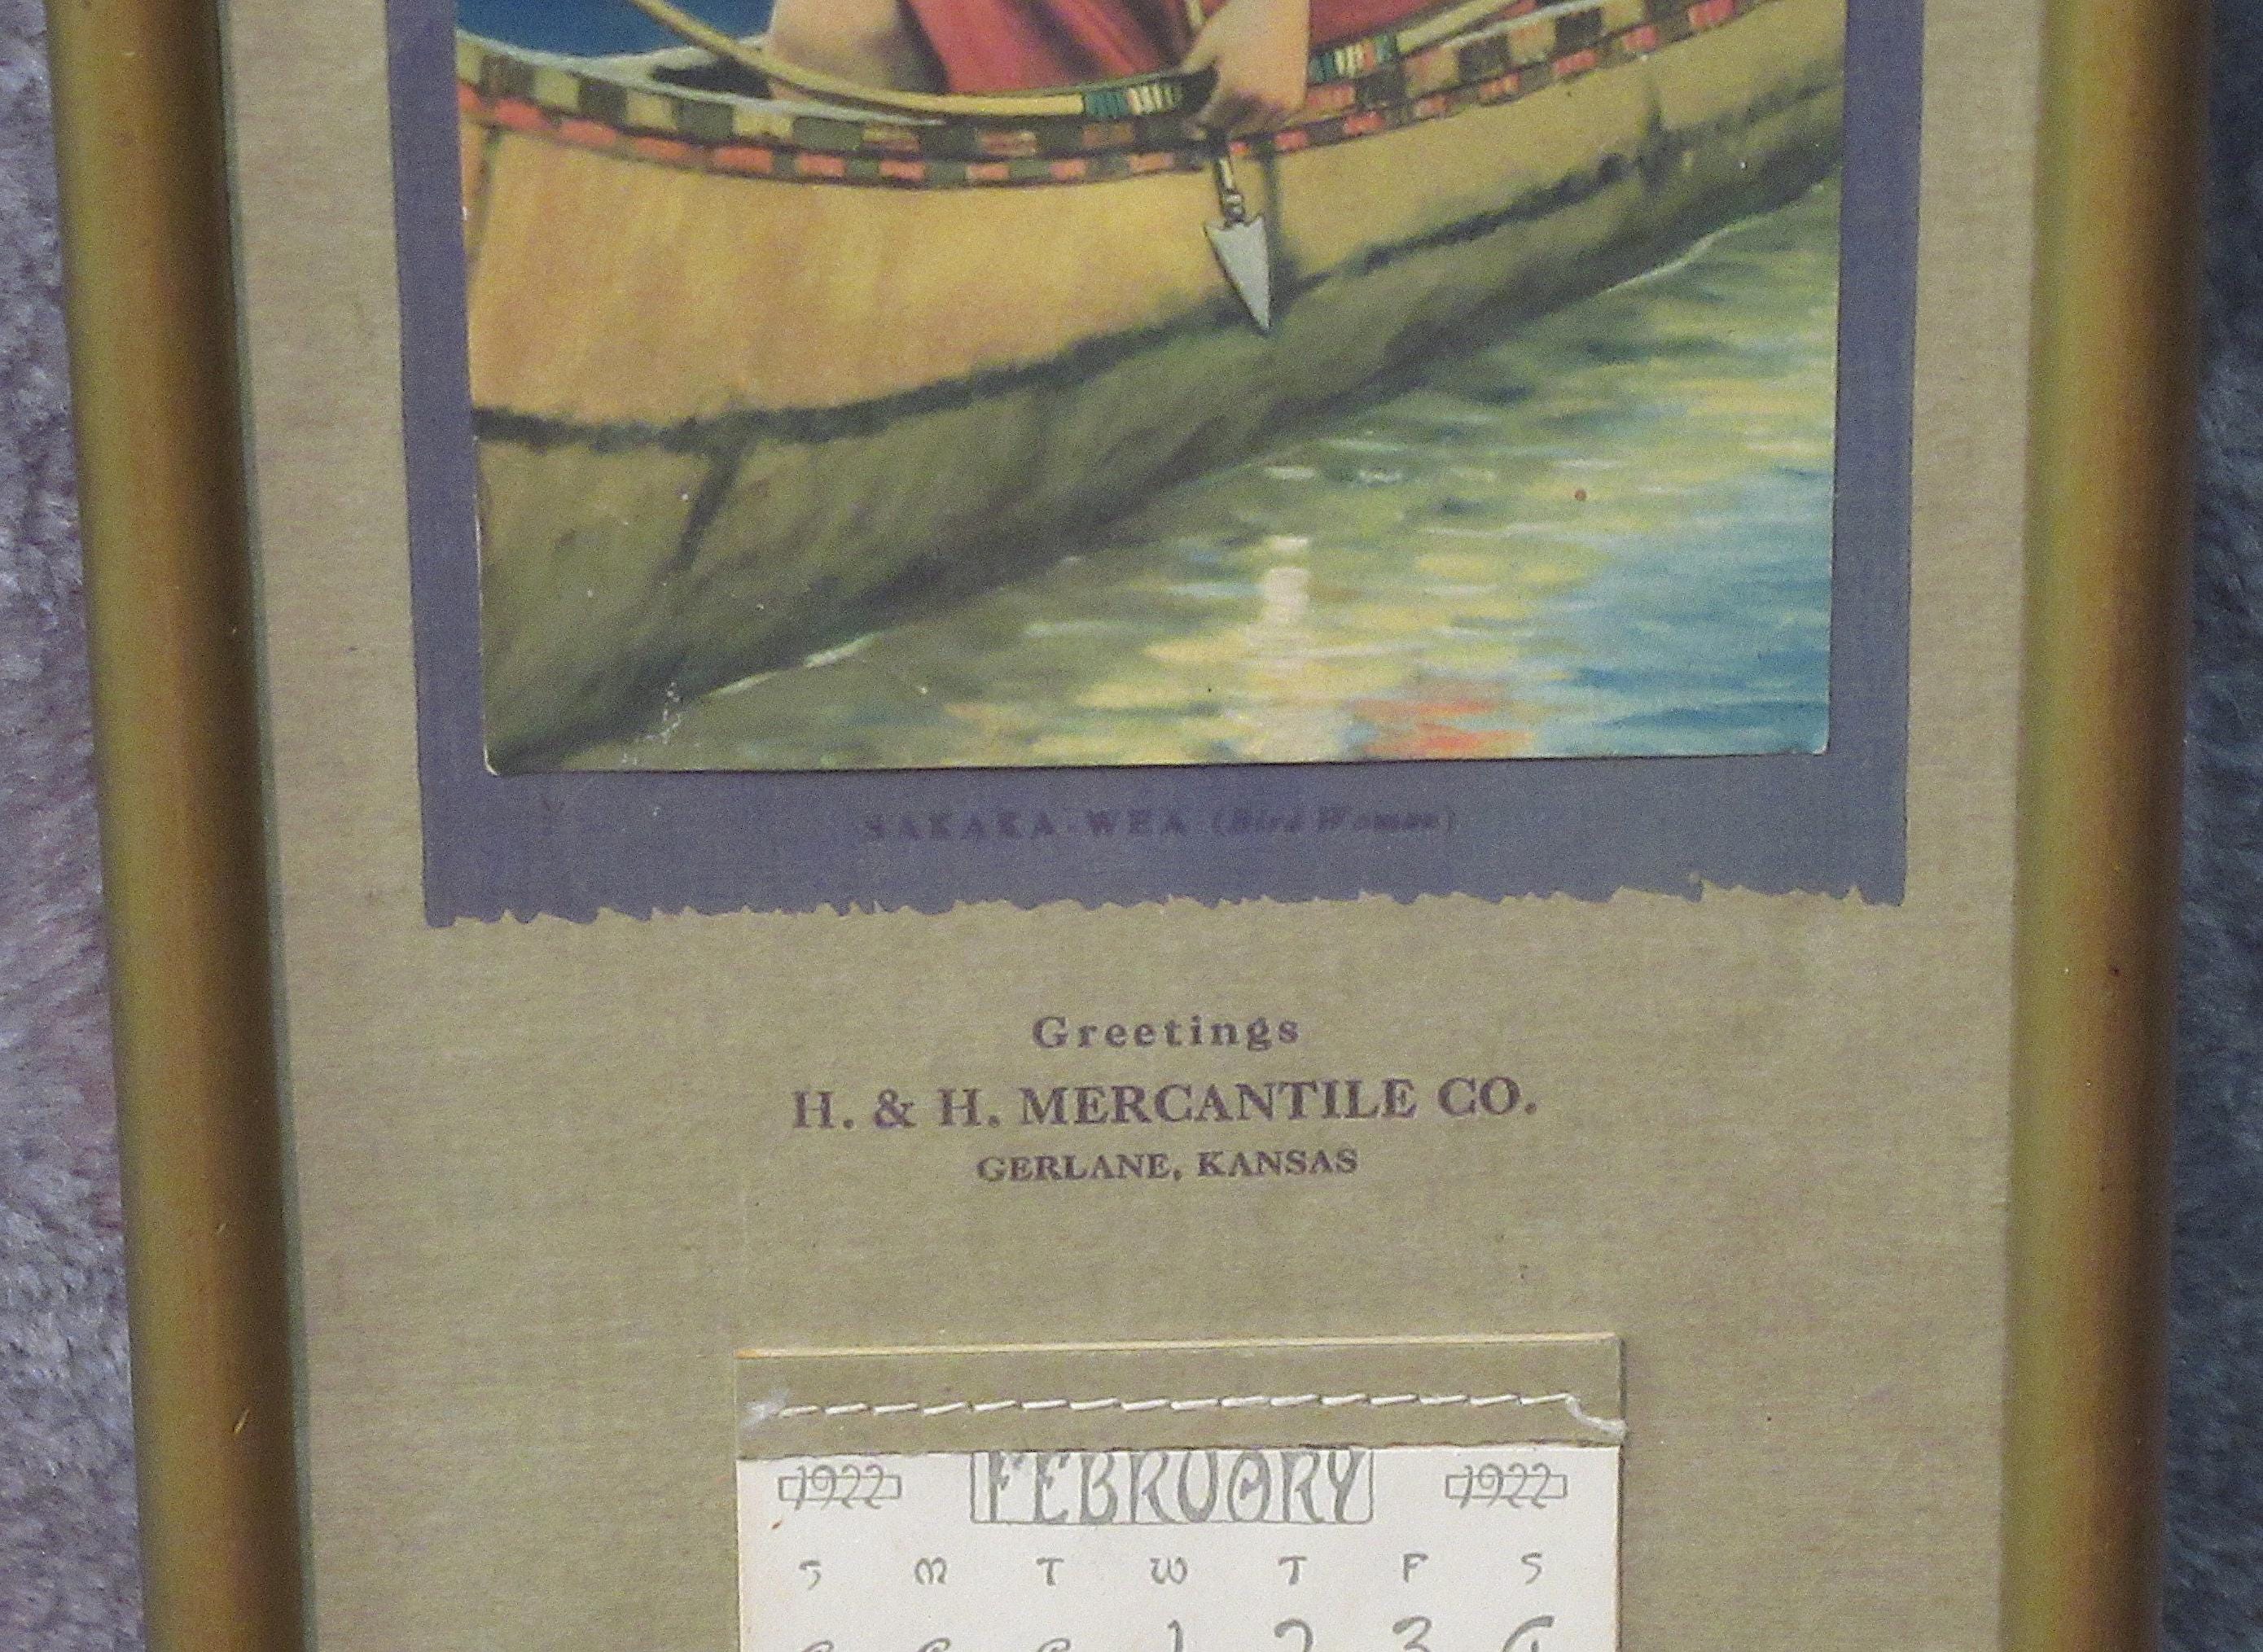 SAKAKA-WEA (Bird Woman)
Greetings
H. & H. MERCANTILE CO.
GERLANE, KANSAS
1922 FEBRUARY 1922
S M T W T F S
1 2 3 4